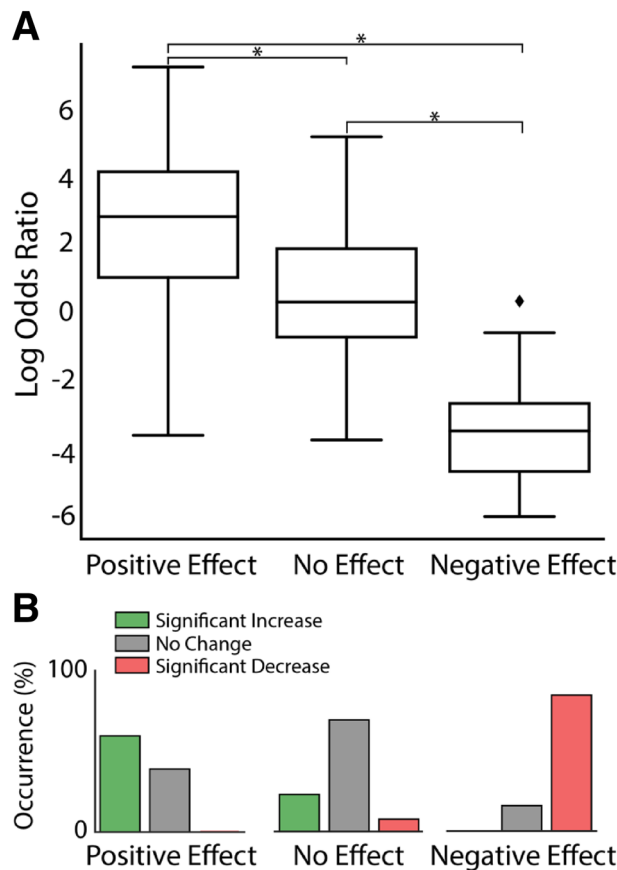 A
*
*
*
6
4
2
0
-2
-4
-6
Log Odds Ratio
Positive Effect No Effect Negative Effect
B
Significant Increase
No Change
Significant Decrease
100
0
Occurrence (%)
Positive Effect No Effect Negative Effect